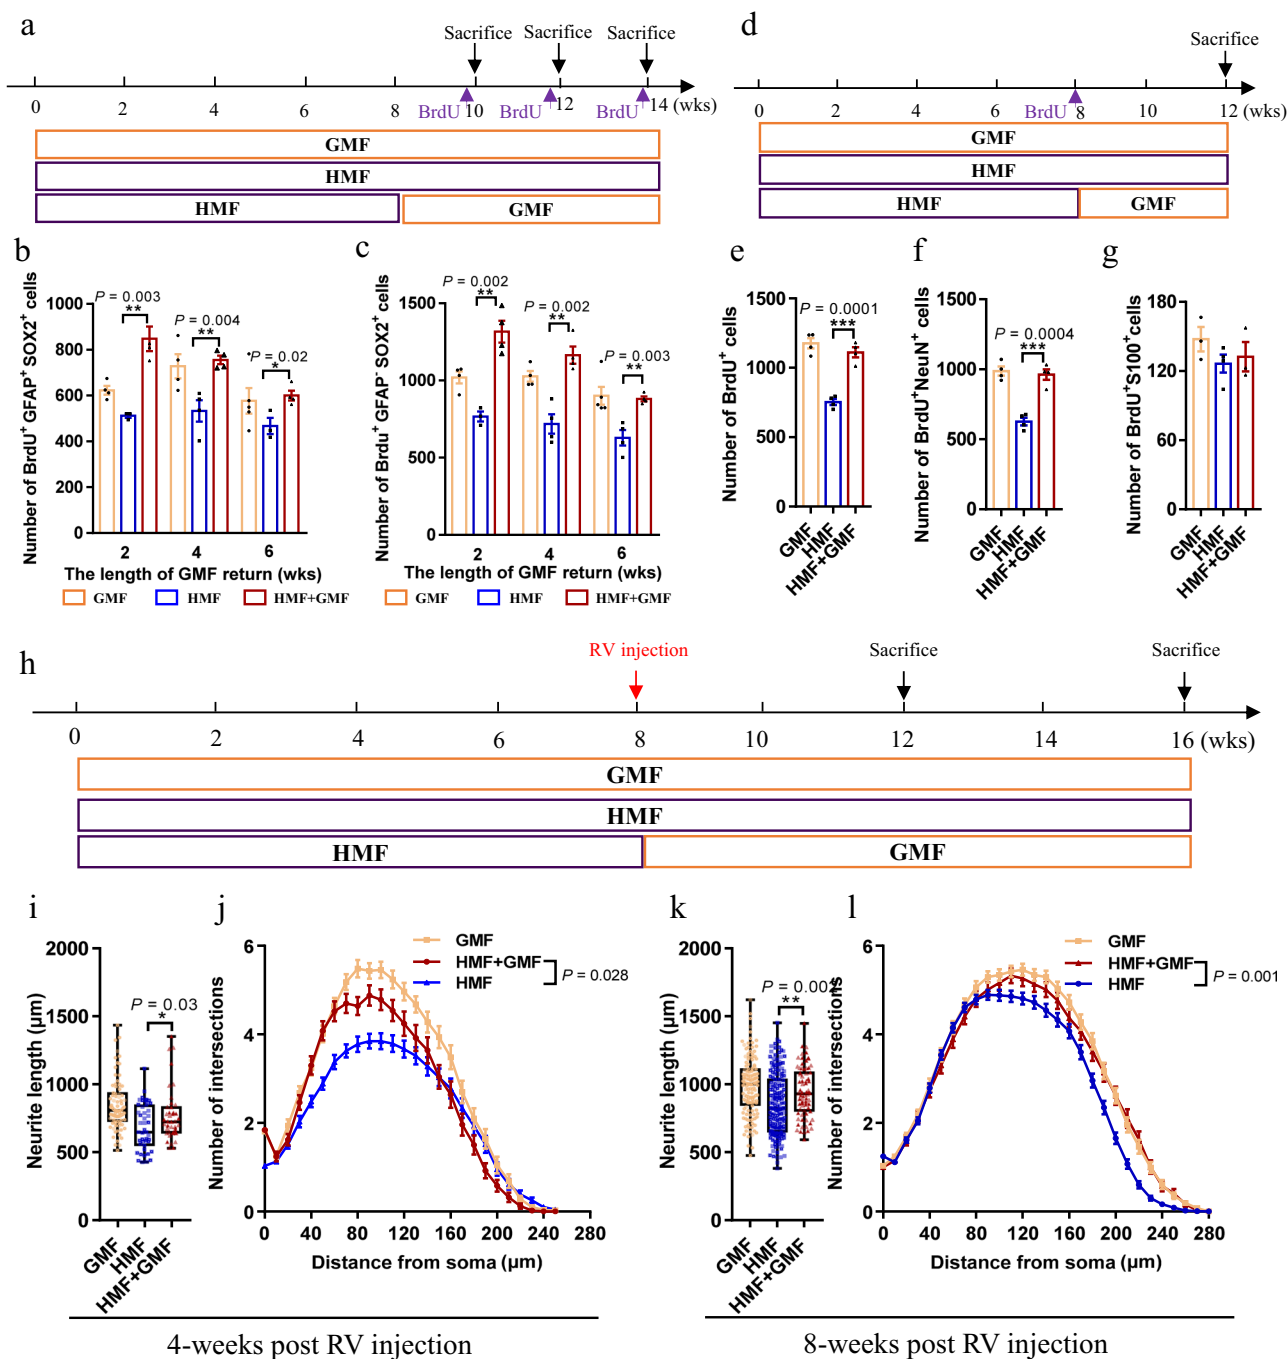 a
Sacrifice Sacrifice Sacrifice
0 2 4 6 8 10 12 14 (wks)
BrdU BrdU BrdU
GMF
HMF
HMF GMF
d
Sacrifice
0 2 4 6 8 10 12 (wks)
BrdU
GMF
HMF
HMF GMF
b
Number of BrdU+ GFAP+ SOX2+ cells
1000
800
600
400
200
0
P = 0.003
**
P = 0.004
**
P = 0.02
*
2 4 6
The length of GMF return (wks)
GMF HMF HMF+GMF
c
Number of Brdu+ GFAP- SOX2+ cells
1500
1000
500
0
P = 0.002
**
P = 0.002
**
P = 0.003
**
2 4 6
The length of GMF return (wks)
GMF HMF HMF+GMF
e
Number of BrdU+ cells
1500
1000
500
0
P = 0.0001
***
GMF
HMF
HMF+GMF
f
Number of BrdU+NeuN+ cells
1500
1000
500
0
P = 0.0004
***
GMF
HMF
HMF+GMF
g
Number of BrdU+S100+cells
180
120
60
0
GMF
HMF
HMF+GMF
h
RV injection Sacrifice Sacrifice
0 2 4 6 8 10 12 14 16 (wks)
GMF
HMF
HMF GMF
i
Neurite length (μm)
2000
1500
1000
500
0
P = 0.03
*
GMF
HMF
HMF+GMF
j
Number of intersections
6
4
2
0
GMF
HMF+GMF
HMF
P = 0.028
0 40 80 120 160 200 240 280
Distance from soma (μm)
4-weeks post RV injection
k
Neurite length (μm)
2000
1500
1000
500
0
P = 0.002
**
GMF
HMF
HMF+GMF
l
Number of intersections
6
4
2
0
GMF
HMF+GMF
HMF
P = 0.001
0 40 80 120 160 200 240 280
Distance from soma (μm)
8-weeks post RV injection